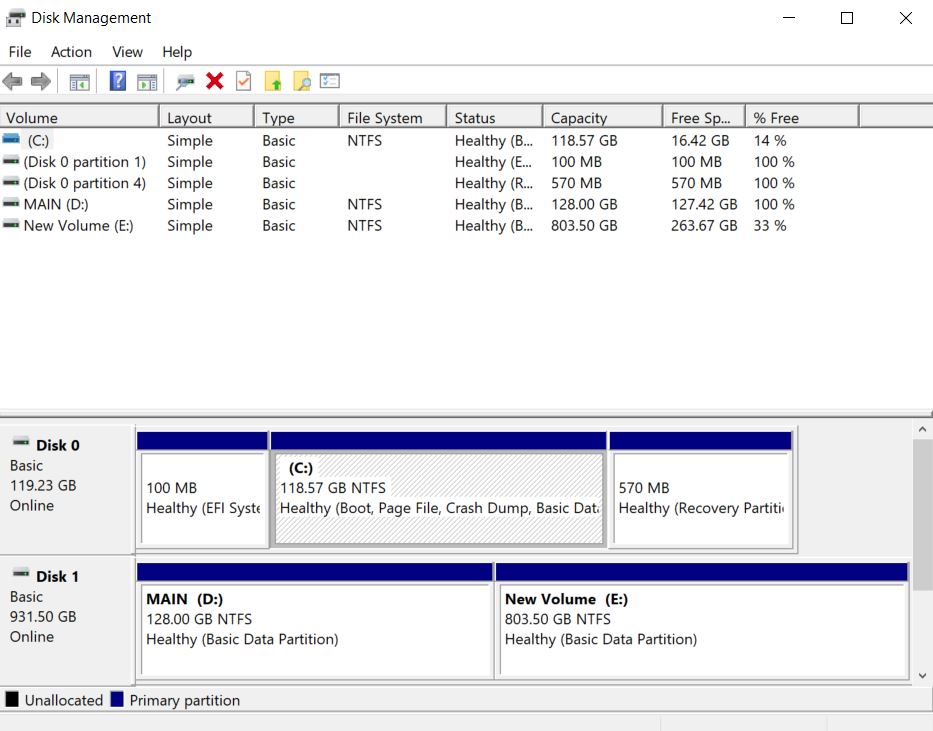 Disk Management
File Action View Help
Volume Layout Type File System Status Capacity Free Sp... % Free
(C:) Simple Basic NTFS Healthy (B... 118.57 GB 16.42 GB 14 %
(Disk 0 partition 1) Simple Basic Healthy (E... 100 MB 100 MB 100 %
(Disk 0 partition 4) Simple Basic Healthy (R... 570 MB 570 MB 100 %
MAIN (D:) Simple Basic NTFS Healthy (B... 128.00 GB 127.42 GB 100 %
New Volume (E:) Simple Basic NTFS Healthy (B... 803.50 GB 263.67 GB 33 %
Disk 0
Basic
119.23 GB
Online
100 MB
Healthy (EFI Syste
(C:)
118.57 GB NTFS
Healthy (Boot, Page File, Crash Dump, Basic Data
570 MB
Healthy (Recovery Partiti
Disk 1
Basic
931.50 GB
Online
MAIN (D:)
128.00 GB NTFS
Healthy (Basic Data Partition)
New Volume (E:)
803.50 GB NTFS
Healthy (Basic Data Partition)
Unallocated Primary partition